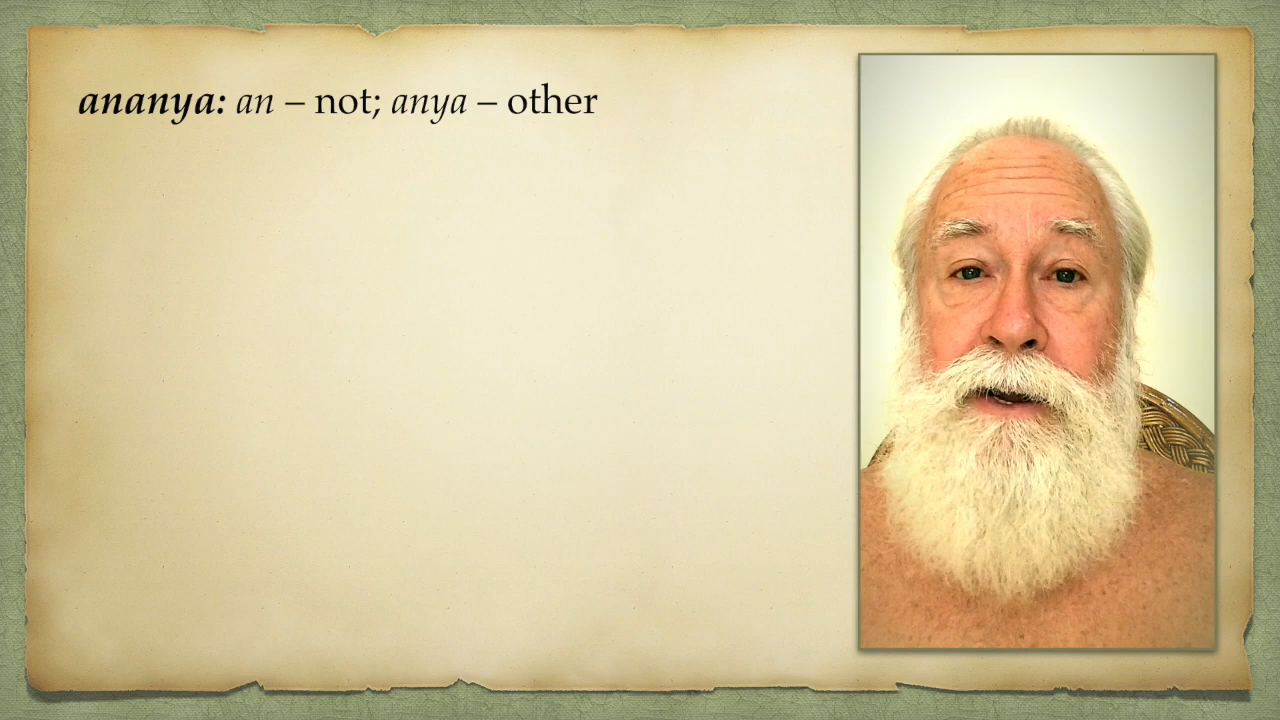 ananya: an – not; anya – other